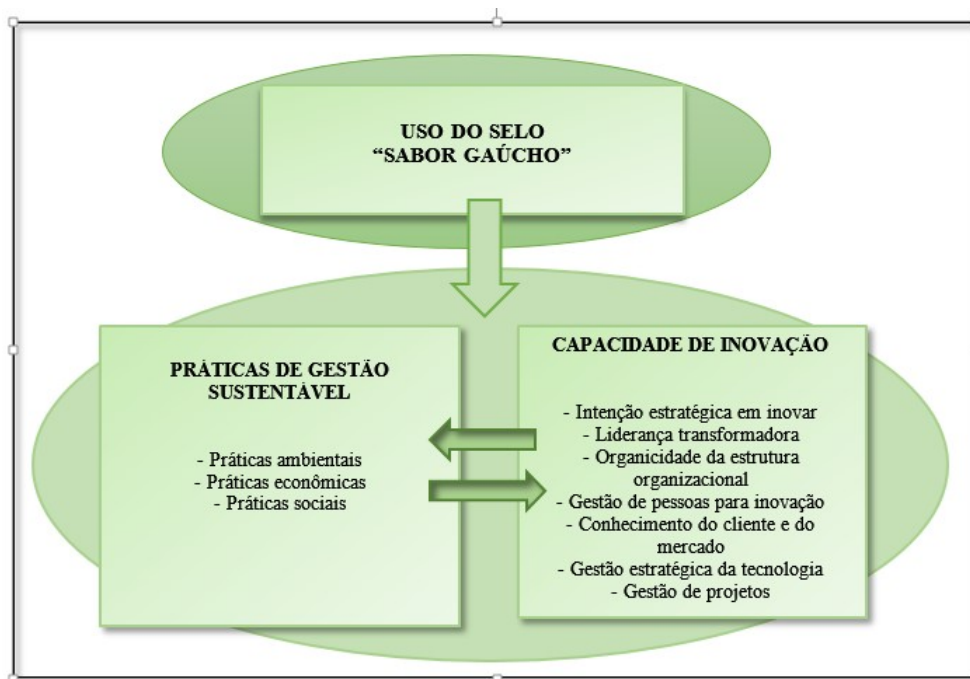 USO DO SELO
“SABOR GAÚCHO”
PRÁTICAS DE GESTÃO
SUSTENTÁVEL
- Práticas ambientais
- Práticas econômicas
- Práticas sociais
CAPACIDADE DE INOVAÇÃO
- Intenção estratégica em inovar
- Liderança transformadora
- Organicidade da estrutura
organizacional
- Gestão de pessoas para inovação
- Conhecimento do cliente e do
mercado
- Gestão estratégica da tecnologia
- Gestão de projetos